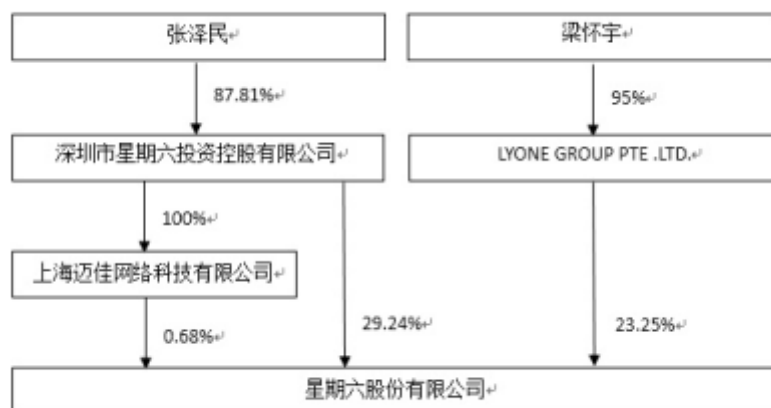 张泽民
梁怀宇
87.81%
95%
深圳市星期六投资控股有限公司
LYONE GROUP PTE .LTD.
100%
上海迈佳网络科技有限公司
0.68%
29.24%
23.25%
星期六股份有限公司